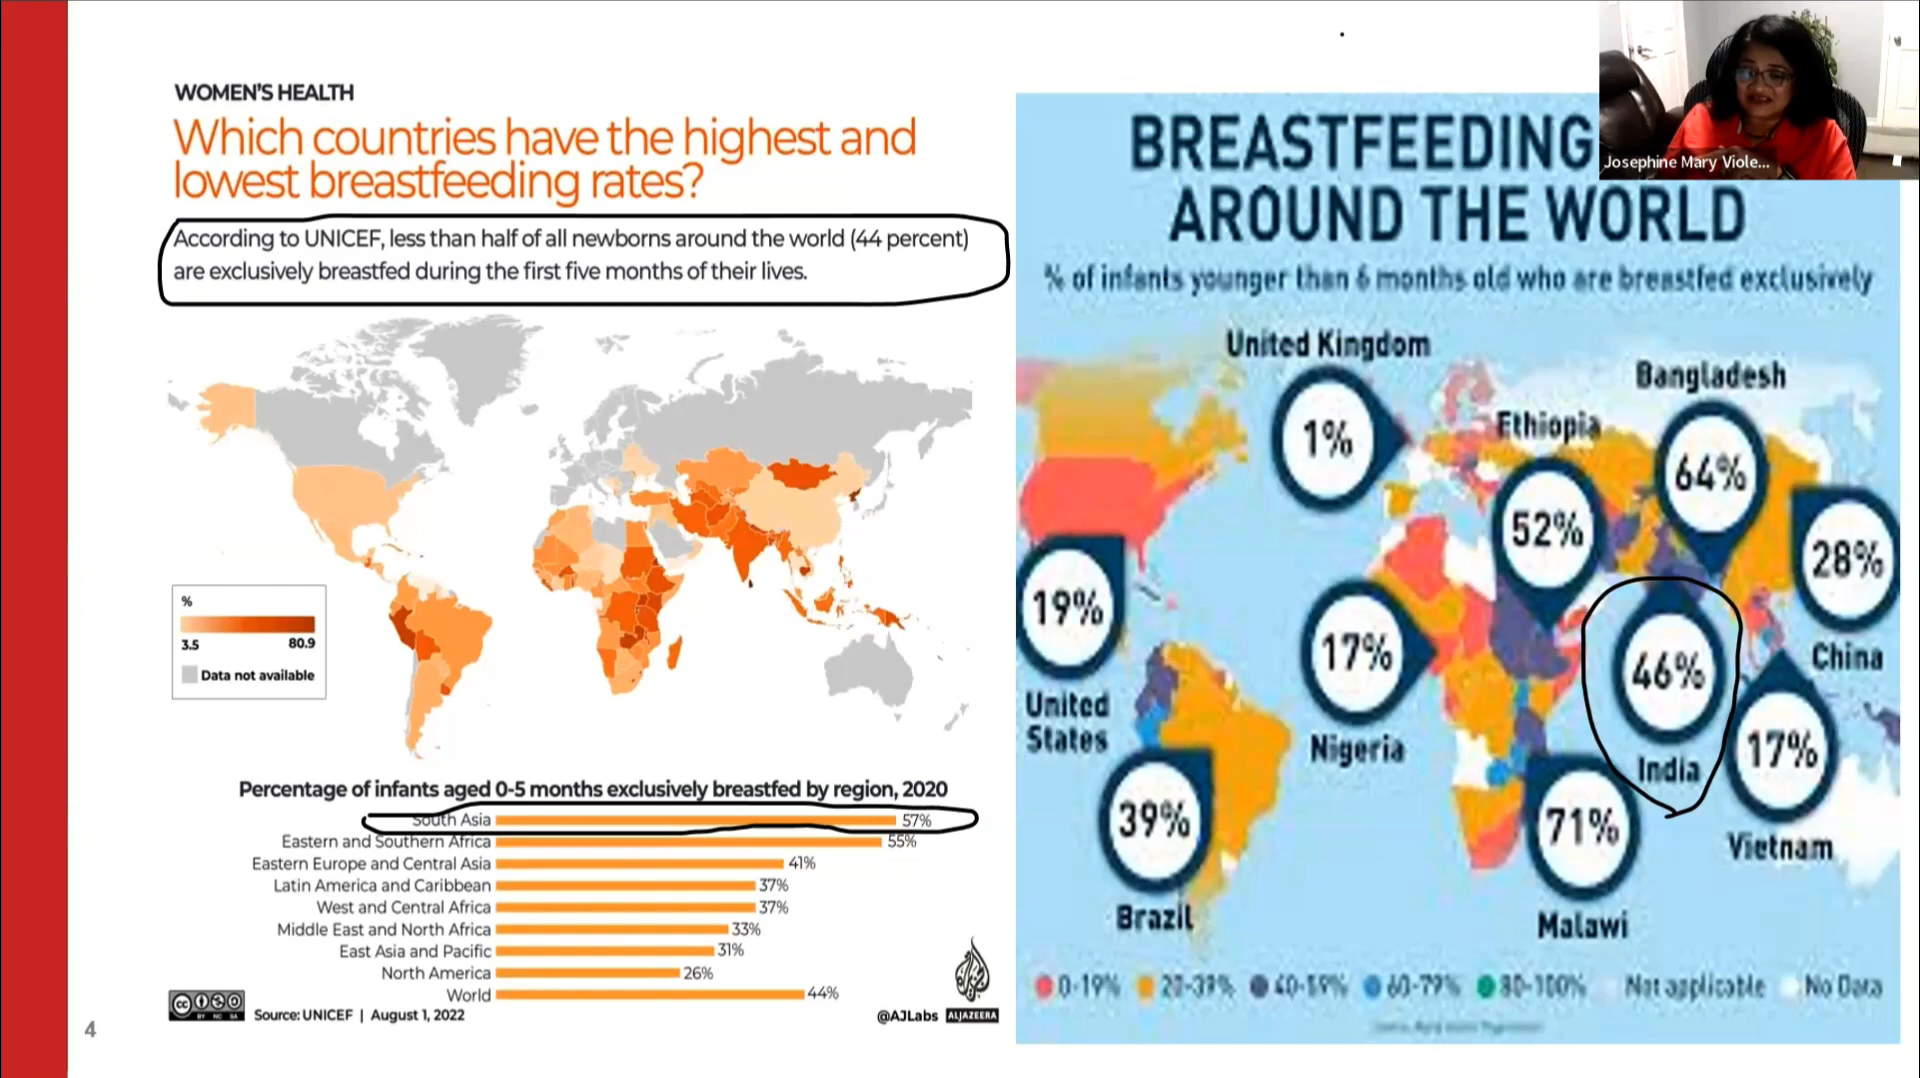 WOMEN'S HEALTH
Which countries have the highest and
lowest breastfeeding rates?
According to UNICEF, less than half of all newborns around the world (44 percent)
are exclusively breastfed during the first five months of their lives.
%
3.5 80.9
Data not available
Percentage of infants aged 0-5 months exclusively breastfed by region, 2020
South Asia 57%
Eastern and Southern Africa 55%
Eastern Europe and Central Asia 41%
Latin America and Caribbean 37%
West and Central Africa 37%
Middle East and North Africa 33%
East Asia and Pacific 31%
North America 26%
World 44%
cc BY NC SA
Source: UNICEF | August 1, 2022
@AJLabs ALJAZEERA
4
BREASTFEEDING
AROUND THE WORLD
% of infants younger than 6 months old who are breastfed exclusively
United Kingdom
1%
Ethiopia
52%
Bangladesh
64%
28%
China
19%
United
States
17%
Nigeria
46%
India
17%
Vietnam
39%
Brazil
71%
Malawi
0-19% 20-39% 40-59% 60-79% 80-100% Not applicable No Data
Josephine Mary Viole...